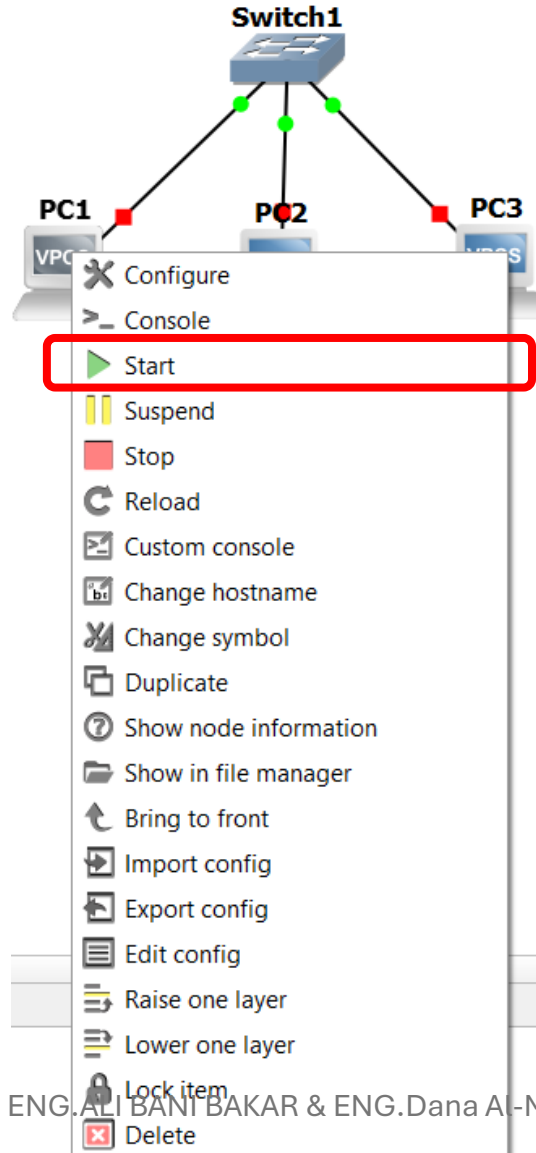 Switch1
PC1
PC2
PC3
VPCS
VPCS
Configure
Console
Start
Suspend
Stop
Reload
Custom console
Change hostname
Change symbol
Duplicate
Show node information
Show in file manager
Bring to front
Import config
Export config
Edit config
Raise one layer
Lower one layer
Lock item
ENG.ALI BANI BAKAR & ENG.Dana Al-N
Delete